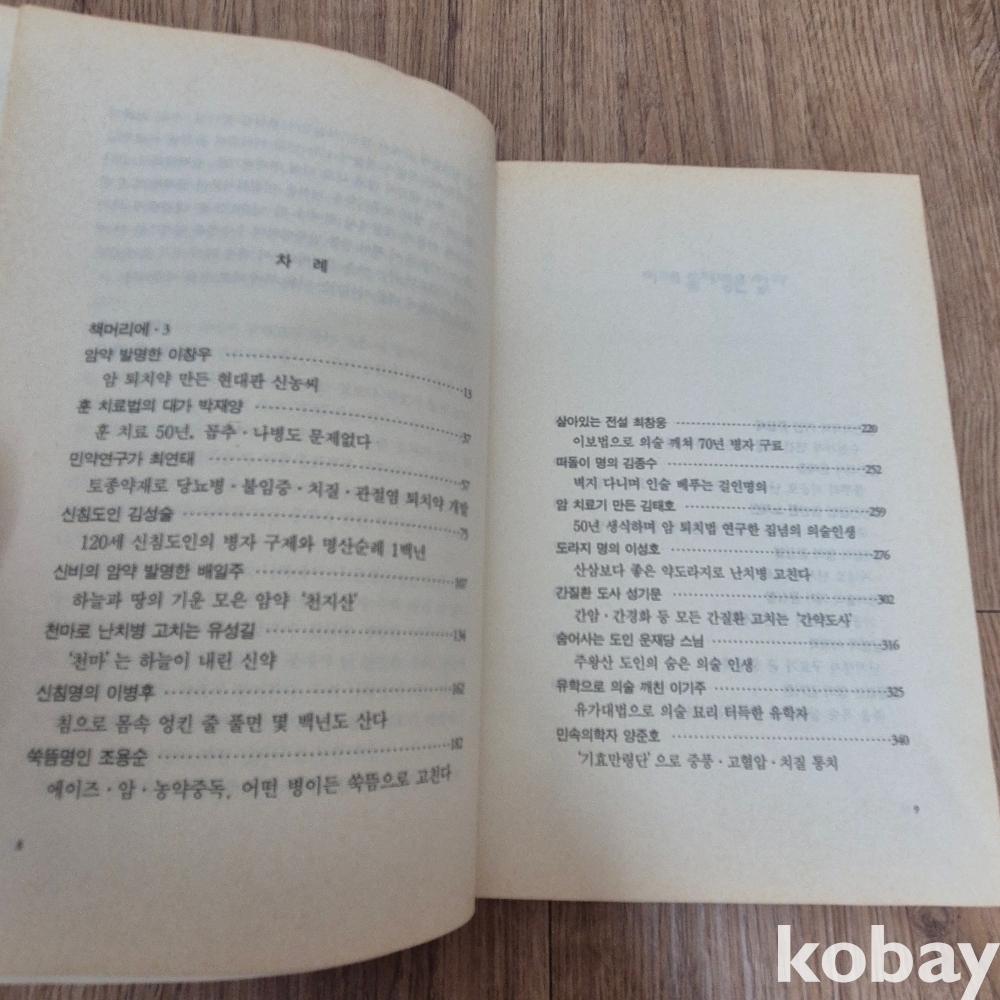 차 례
책머리에 · 3
암약 발명한 이창우 ························ 13
암 퇴치약 만든 현대판 신농씨
훈 치료법의 대가 박재양 ························ 37
훈 치료 50년, 꼽추 · 나병도 문제없다
민약연구가 최연태 ························ 57
토종약재로 당뇨병 · 불임증 · 치질 · 관절염 퇴치약 개발
신침도인 김성술 ························ 75
120세 신침도인의 병자 구제와 명산순례 1백년
신비의 암약 발명한 배일주 ························ 107
하늘과 땅의 기운 모은 암약 '천지산'
천마로 난치병 고치는 유성길 ························ 134
'천마'는 하늘이 내린 신약
신침명의 이병후 ························ 162
침으로 몸속 엉킨 줄 풀면 몇 백년도 산다
쑥뜸명인 조용순 ························ 187
에이즈 · 암 · 농약중독, 어떤 병이든 쑥뜸으로 고친다
8
살아있는 전설 최창웅 ························ 220
이보법으로 의술 깨쳐 70년 병자 구료
떠돌이 명의 김종수 ························ 252
벽지 다니며 인술 베푸는 걸인명의
암 치료기 만든 김태호 ························ 259
50년 생식하며 암 퇴치법 연구한 집념의 의술인생
도라지 명의 이성호 ························ 276
산삼보다 좋은 약도라지로 난치병 고친다
간질환 도사 성기문 ························ 302
간암 · 간경화 등 모든 간질환 고치는 '간약도사'
숨어사는 도인 운재당 스님 ························ 316
주왕산 도인의 숨은 의술 인생
유학으로 의술 깨친 이기주 ························ 325
유가대법으로 의술 묘리 터득한 유학자
민속의학자 양준호 ························ 340
'기효만령단'으로 중풍 · 고혈압 · 치질 통치
9
kobay